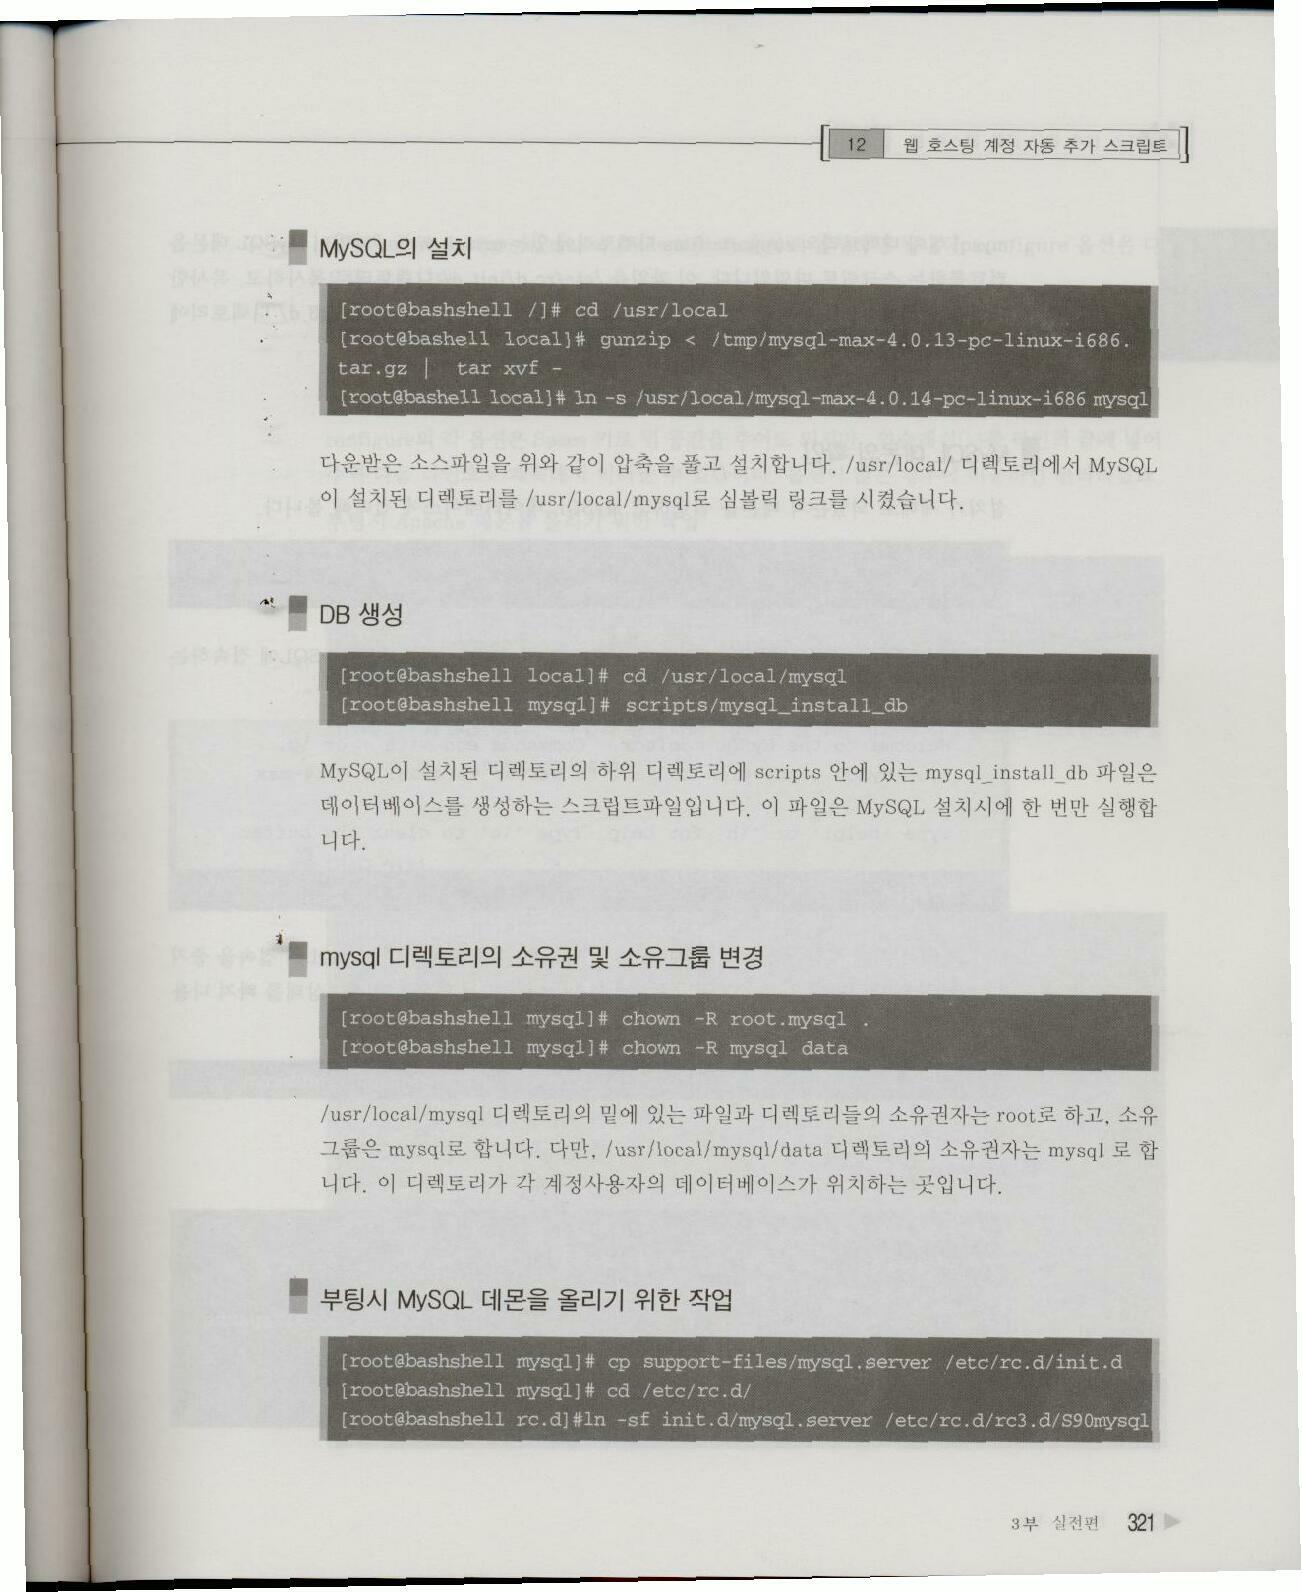 12 웹 호스팅 계정 자동 추가 스크립트
MySQL의 설치
[root@bashshell /]# cd /usr/local
[root@bashell local]# gunzip < /tmp/mysql-max-4.0.13-pc-linux-i686.
tar.gz | tar xvf -
[root@bashell local]# ln -s /usr/local/mysql-max-4.0.14-pc-linux-i686 mysql
다운받은 소스파일을 위와 같이 압축을 풀고 설치합니다. /usr/local/ 디렉토리에서 MySQL
이 설치된 디렉토리를 /usr/local/mysql로 심볼릭 링크를 시켰습니다.
DB 생성
[root@bashshell local]# cd /usr/local/mysql
[root@bashshell mysql]# scripts/mysql_install_db
MySQL이 설치된 디렉토리의 하위 디렉토리에 scripts 안에 있는 mysql_install_db 파일은
데이터베이스를 생성하는 스크립트파일입니다. 이 파일은 MySQL 설치시에 한 번만 실행합
니다.
mysql 디렉토리의 소유권 및 소유그룹 변경
[root@bashshell mysql]# chown -R root.mysql .
[root@bashshell mysql]# chown -R mysql data
/usr/local/mysql 디렉토리의 밑에 있는 파일과 디렉토리들의 소유권자는 root로 하고, 소유
그룹은 mysql로 합니다. 다만, /usr/local/mysql/data 디렉토리의 소유권자는 mysql 로 합
니다. 이 디렉토리가 각 계정사용자의 데이터베이스가 위치하는 곳입니다.
부팅시 MySQL 데몬을 올리기 위한 작업
[root@bashshell mysql]# cp support-files/mysql.server /etc/rc.d/init.d
[root@bashshell mysql]# cd /etc/rc.d/
[root@bashshell rc.d]#ln -sf init.d/mysql.server /etc/rc.d/rc3.d/S90mysql
3부 실전편 321